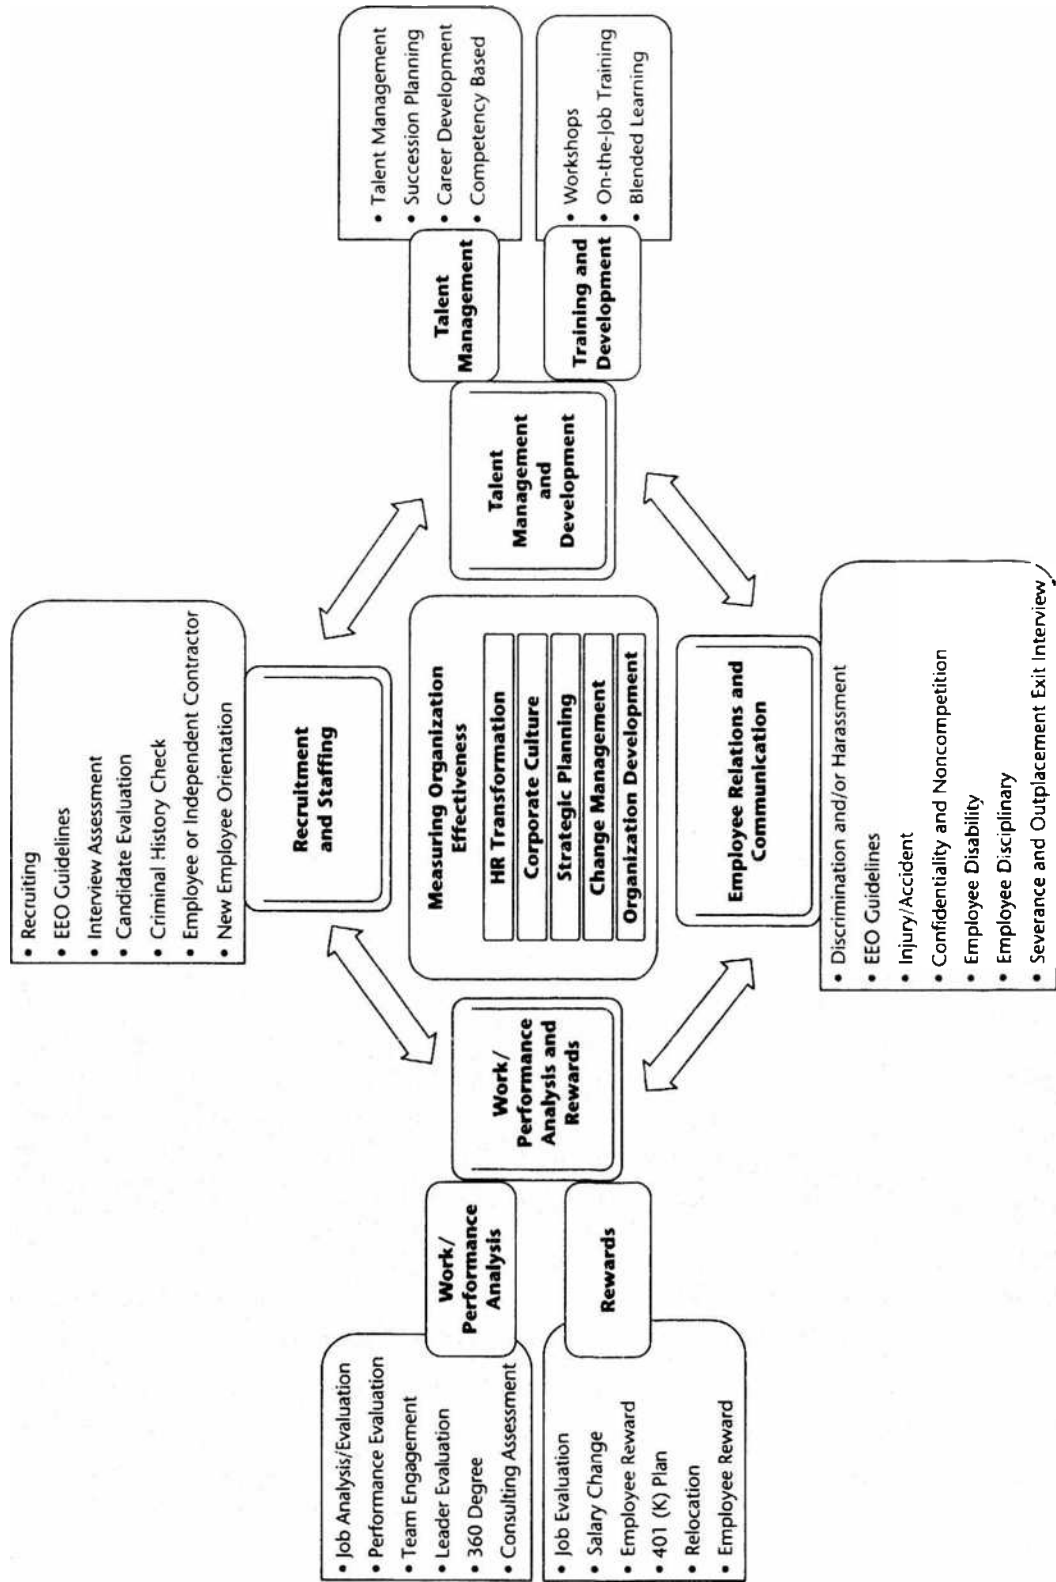 • Recruiting
• EEO Guidelines
• Interview Assessment
• Candidate Evaluation
• Criminal History Check
• Employee or Independent Contractor
• New Employee Orientation
Recruitment
and Staffing
• Job Analysis/Evaluation
• Performance Evaluation
• Team Engagement
• Leader Evaluation
• 360 Degree
• Consulting Assessment
Work/
Performance
Analysis
• Job Evaluation
• Salary Change
• Employee Reward
• 401 (K) Plan
• Relocation
• Employee Reward
Rewards
Work/
Performance
Analysis and
Rewards
Measuring Organization
Effectiveness
HR Transformation
Corporate Culture
Strategic Planning
Change Management
Organization Development
Talent
Management
and
Development
Talent
Management
• Talent Management
• Succession Planning
• Career Development
• Competency Based
Training and
Development
• Workshops
• On-the-Job Training
• Blended Learning
Employee Relations and
Communication
• Discrimination and/or Harassment
• EEO Guidelines
• Injury/Accident
• Confidentiality and Noncompetition
• Employee Disability
• Employee Disciplinary
• Severance and Outplacement Exit Interview